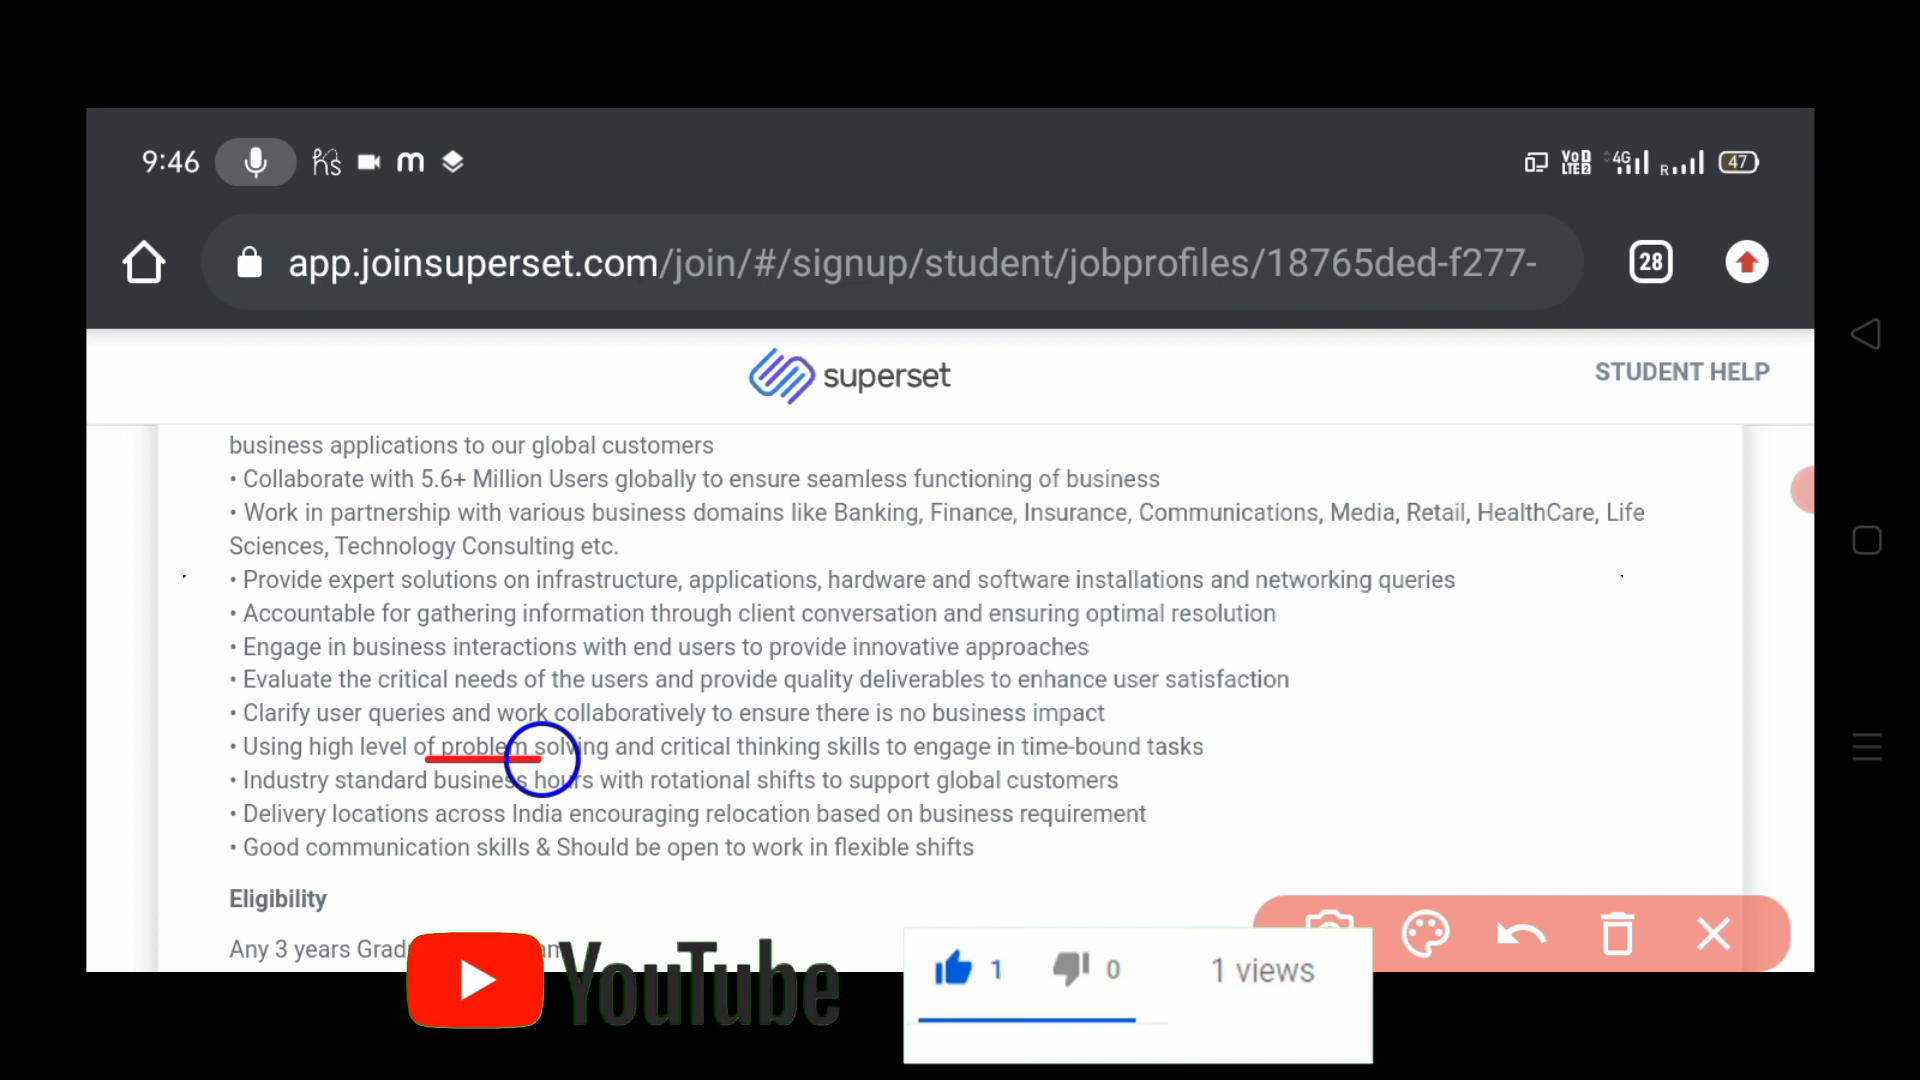 9:46 Ks m VoD LTE2 4G R 47
app.joinsuperset.com/join/#/signup/student/jobprofiles/18765ded-f277- 28
superset STUDENT HELP
business applications to our global customers
• Collaborate with 5.6+ Million Users globally to ensure seamless functioning of business
• Work in partnership with various business domains like Banking, Finance, Insurance, Communications, Media, Retail, HealthCare, Life
Sciences, Technology Consulting etc.
• Provide expert solutions on infrastructure, applications, hardware and software installations and networking queries
• Accountable for gathering information through client conversation and ensuring optimal resolution
• Engage in business interactions with end users to provide innovative approaches
• Evaluate the critical needs of the users and provide quality deliverables to enhance user satisfaction
• Clarify user queries and work collaboratively to ensure there is no business impact
• Using high level of problem solving and critical thinking skills to engage in time-bound tasks
• Industry standard business hours with rotational shifts to support global customers
• Delivery locations across India encouraging relocation based on business requirement
• Good communication skills & Should be open to work in flexible shifts
Eligibility
Any 3 years
YouTube 1 0 1 views